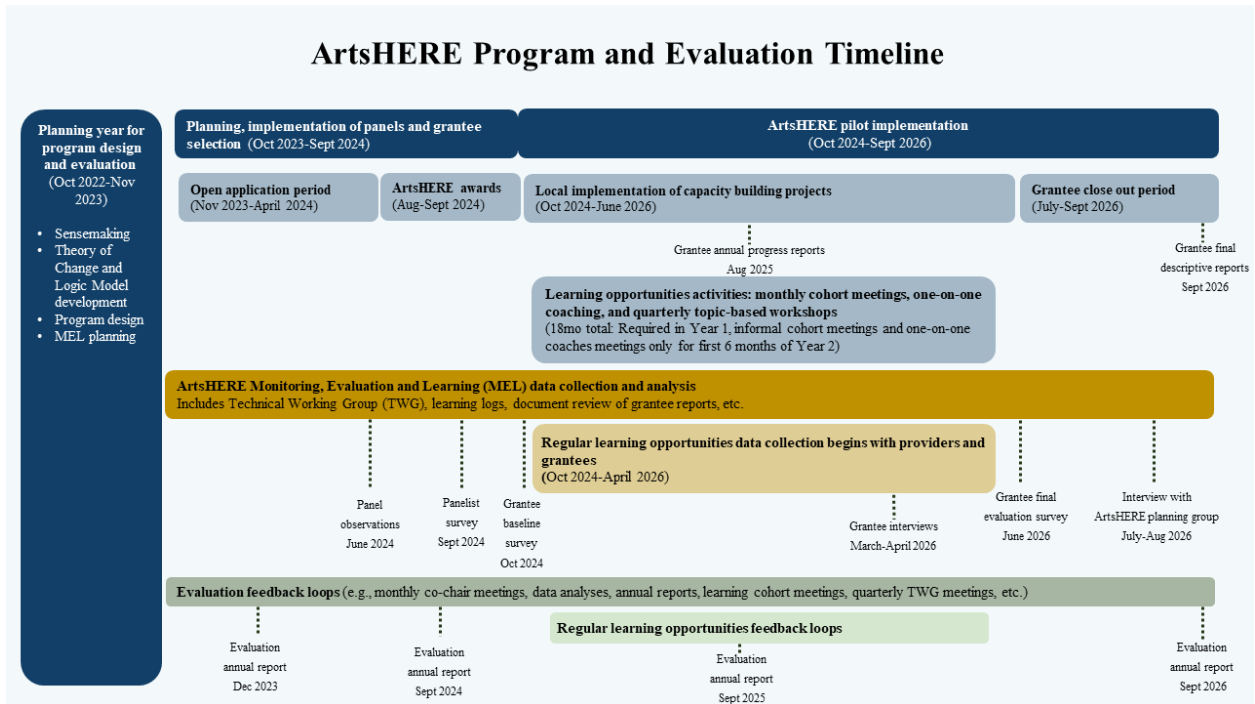 ArtsHERE Program and Evaluation Timeline
Planning year for
program design
and evaluation
(Oct 2022-Nov
2023)
• Sensemaking
• Theory of
Change and
Logic Model
development
• Program design
• MEL planning
Planning, implementation of panels and grantee
selection (Oct 2023-Sept 2024)
ArtsHERE pilot implementation
(Oct 2024-Sept 2026)
Open application period
(Nov 2023-April 2024)
ArtsHERE awards
(Aug-Sept 2024)
Local implementation of capacity building projects
(Oct 2024-June 2026)
Grantee close out period
(July-Sept 2026)
Grantee annual progress reports
Aug 2025
Grantee final
descriptive reports
Sept 2026
Learning opportunities activities: monthly cohort meetings, one-on-one
coaching, and quarterly topic-based workshops
(18mo total: Required in Year 1, informal cohort meetings and one-on-one
coaches meetings only for first 6 months of Year 2)
ArtsHERE Monitoring, Evaluation and Learning (MEL) data collection and analysis
Includes Technical Working Group (TWG), learning logs, document review of grantee reports, etc.
Regular learning opportunities data collection begins with providers and
grantees
(Oct 2024-April 2026)
Panel
observations
June 2024
Panelist
survey
Sept 2024
Grantee
baseline
survey
Oct 2024
Grantee interviews
March-April 2026
Grantee final
evaluation survey
June 2026
Interview with
ArtsHERE planning group
July-Aug 2026
Evaluation feedback loops (e.g., monthly co-chair meetings, data analyses, annual reports, learning cohort meetings, quarterly TWG meetings, etc.)
Regular learning opportunities feedback loops
Evaluation
annual report
Dec 2023
Evaluation
annual report
Sept 2024
Evaluation
annual report
Sept 2025
Evaluation
annual report
Sept 2026